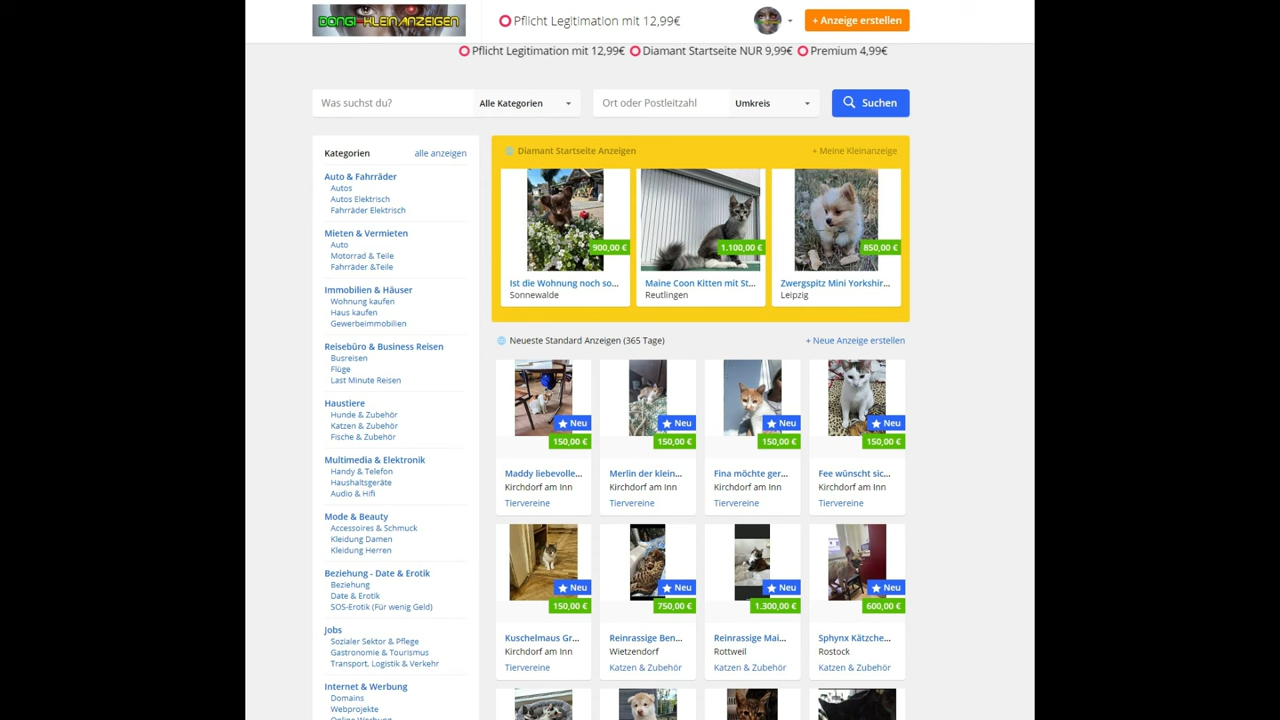 DONGI-KLEINANZEIGEN
Pflicht Legitimation mit 12,99€
+ Anzeige erstellen
Pflicht Legitimation mit 12,99€ Diamant Startseite NUR 9,99€ Premium 4,99€
Was suchst du?
Alle Kategorien
Ort oder Postleitzahl
Umkreis
Suchen
Kategorien
alle anzeigen
Auto & Fahrräder
Autos
Autos Elektrisch
Fahrräder Elektrisch
Mieten & Vermieten
Auto
Motorrad & Teile
Fahrräder &Teile
Immobilien & Häuser
Wohnung kaufen
Haus kaufen
Gewerbeimmobilien
Reisebüro & Business Reisen
Busreisen
Flüge
Last Minute Reisen
Haustiere
Hunde & Zubehör
Katzen & Zubehör
Fische & Zubehör
Multimedia & Elektronik
Handy & Telefon
Haushaltsgeräte
Audio & Hifi
Mode & Beauty
Accessoires & Schmuck
Kleidung Damen
Kleidung Herren
Beziehung - Date & Erotik
Beziehung
Date & Erotik
SOS-Erotik (Für wenig Geld)
Jobs
Sozialer Sektor & Pflege
Gastronomie & Tourismus
Transport, Logistik & Verkehr
Internet & Werbung
Domains
Webprojekte
Online Werbung
Diamant Startseite Anzeigen
+ Meine Kleinanzeige
900,00 €
1.100,00 €
850,00 €
Ist die Wohnung noch so...
Maine Coon Kitten mit St...
Zwergspitz Mini Yorkshir...
Sonnewalde
Reutlingen
Leipzig
Neueste Standard Anzeigen (365 Tage)
+ Neue Anzeige erstellen
Neu
Neu
Neu
Neu
150,00 €
150,00 €
150,00 €
150,00 €
Maddy liebevolle...
Merlin der klein...
Fina möchte ger...
Fee wünscht sic...
Kirchdorf am Inn
Kirchdorf am Inn
Kirchdorf am Inn
Kirchdorf am Inn
Tiervereine
Tiervereine
Tiervereine
Tiervereine
Neu
Neu
Neu
Neu
150,00 €
750,00 €
1.300,00 €
600,00 €
Kuschelmaus Gr...
Reinrassige Ben...
Reinrassige Mai...
Sphynx Kätzche...
Kirchdorf am Inn
Wietzendorf
Rottweil
Rostock
Tiervereine
Katzen & Zubehör
Katzen & Zubehör
Katzen & Zubehör